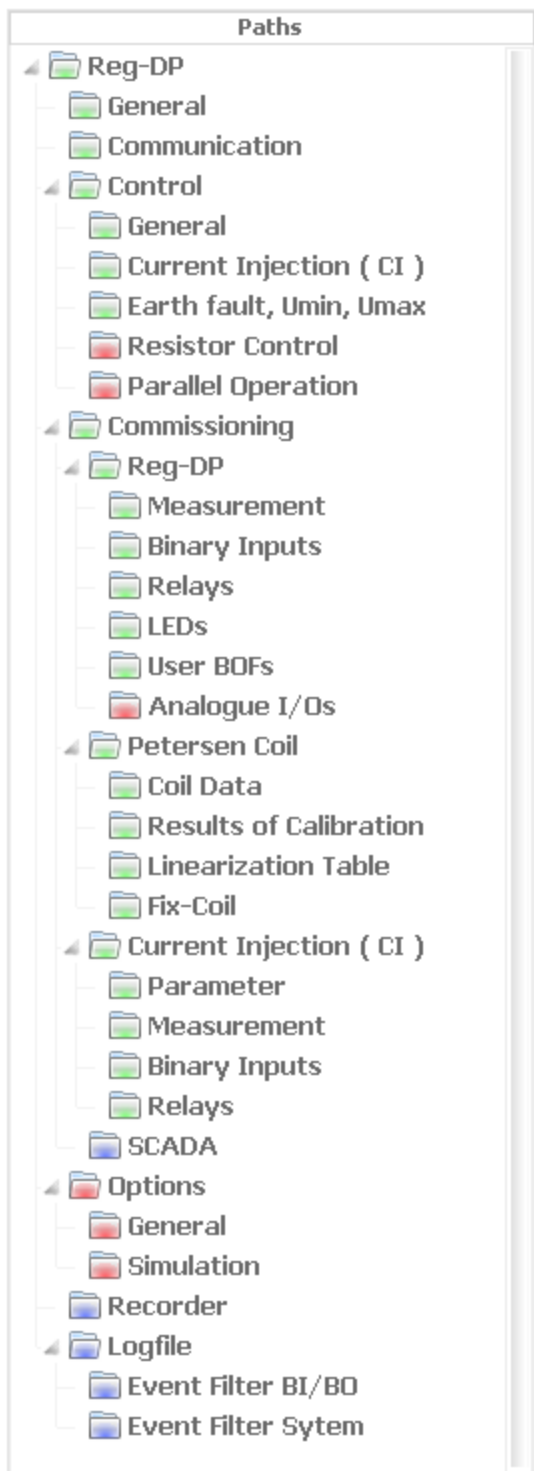 Paths
Reg-DP
General
Communication
Control
General
Current Injection ( CI )
Earth fault, Umin, Umax
Resistor Control
Parallel Operation
Commissioning
Reg-DP
Measurement
Binary Inputs
Relays
LEDs
User BOFs
Analogue I/Os
Petersen Coil
Coil Data
Results of Calibration
Linearization Table
Fix-Coil
Current Injection ( CI )
Parameter
Measurement
Binary Inputs
Relays
SCADA
Options
General
Simulation
Recorder
Logfile
Event Filter BI/BO
Event Filter Sytem